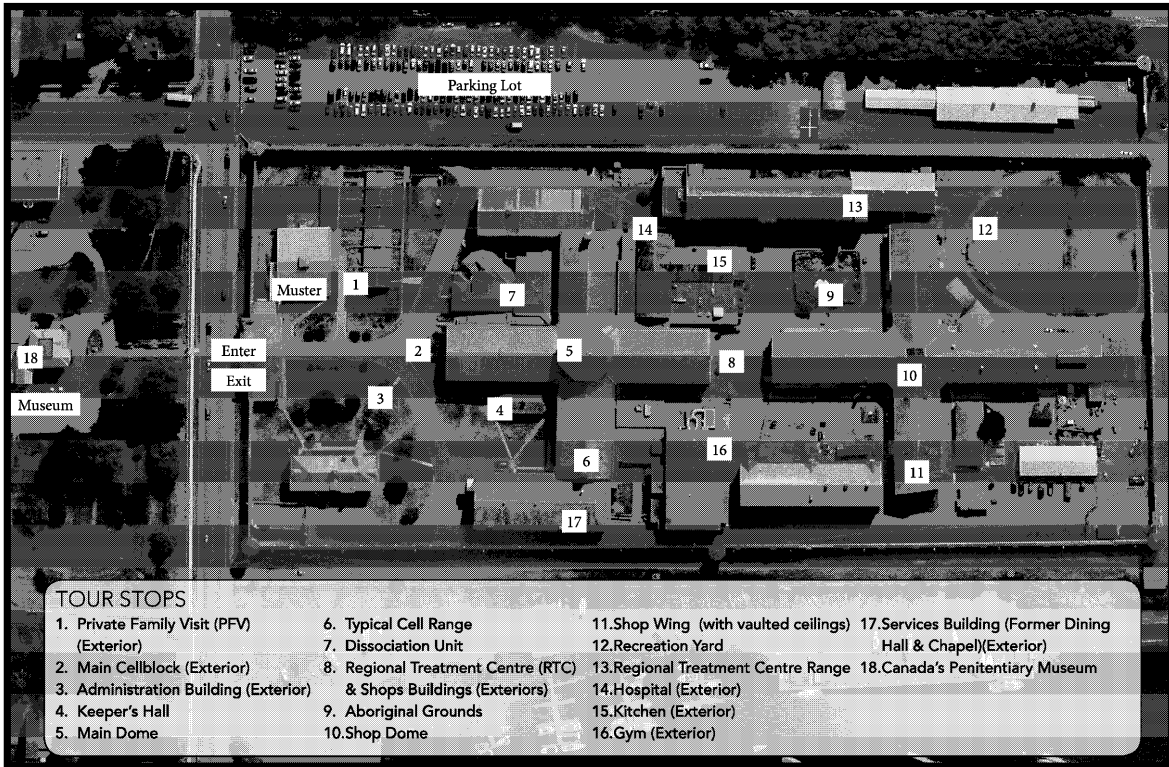 Parking Lot
13
14
12
15
1
Muster
7
9
Enter
2
5
18
8
Exit
10
3
Museum
4
16
6
11
17
TOUR STOPS
1. Private Family Visit (PFV)
(Exterior)
2. Main Cellblock (Exterior)
3. Administration Building (Exterior)
4. Keeper's Hall
5. Main Dome
6. Typical Cell Range
7. Dissociation Unit
8. Regional Treatment Centre (RTC)
& Shops Buildings (Exteriors)
9. Aboriginal Grounds
10.Shop Dome
11.Shop Wing (with vaulted ceilings)
12.Recreation Yard
13.Regional Treatment Centre Range
14.Hospital (Exterior)
15.Kitchen (Exterior)
16.Gym (Exterior)
17.Services Building (Former Dining
Hall & Chapel)(Exterior)
18.Canada's Penitentiary Museum